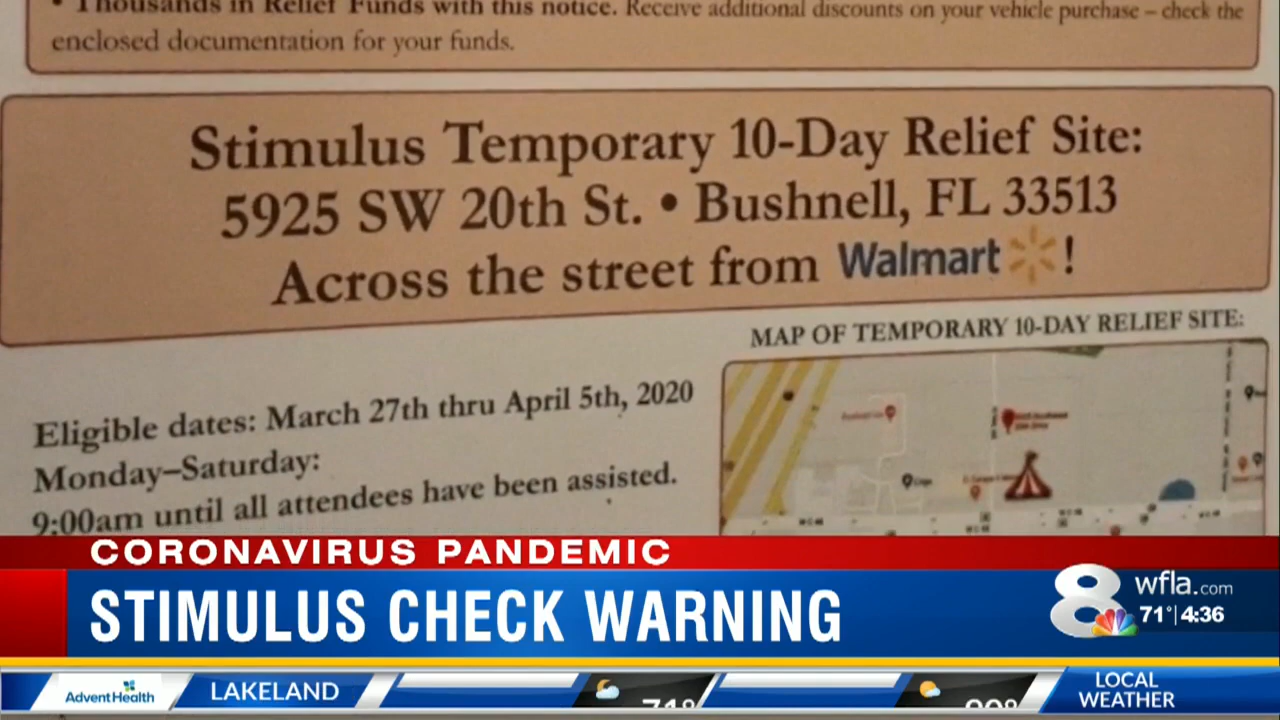 • Thousands in Relief Funds with this notice. Receive additional discounts on your vehicle purchase – check the
enclosed documentation for your funds.
Stimulus Temporary 10-Day Relief Site:
5925 SW 20th St. • Bushnell, FL 33513
Across the street from Walmart !
MAP OF TEMPORARY 10-DAY RELIEF SITE:
Eligible dates: March 27th thru April 5th, 2020
Monday–Saturday:
9:00am until all attendees have been assisted.
CORONAVIRUS PANDEMIC
STIMULUS CHECK WARNING
8 wfla.com
71° | 4:36
AdventHealth
LAKELAND
71°
90°
LOCAL
WEATHER